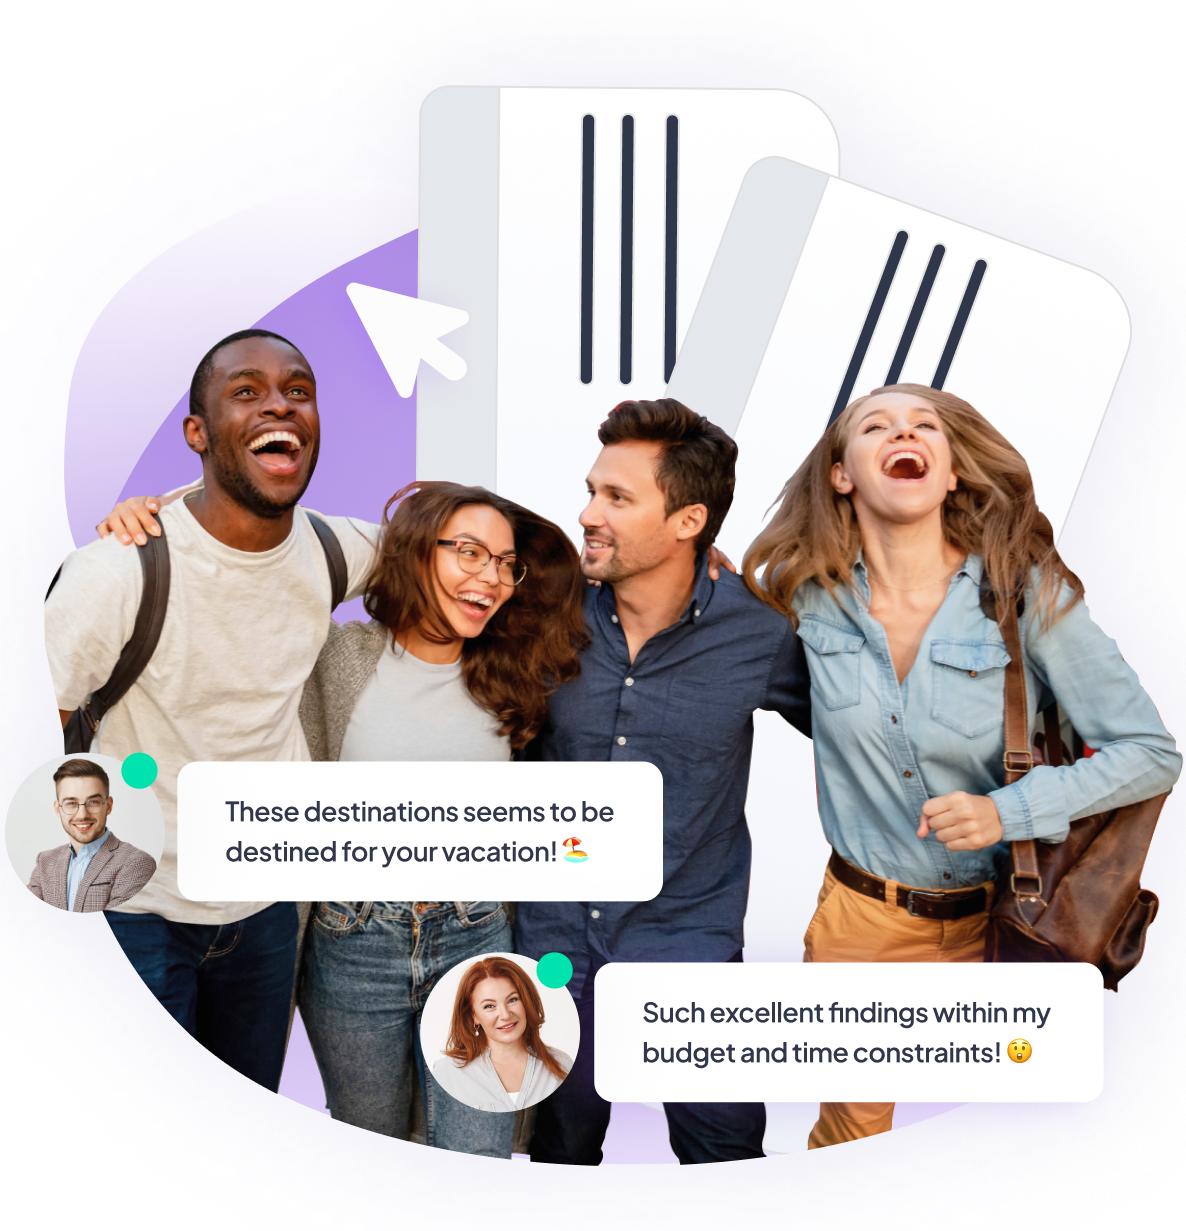 These destinations seems to be
destined for your vacation! 🏖️
Such excellent findings within my
budget and time constraints! 😲